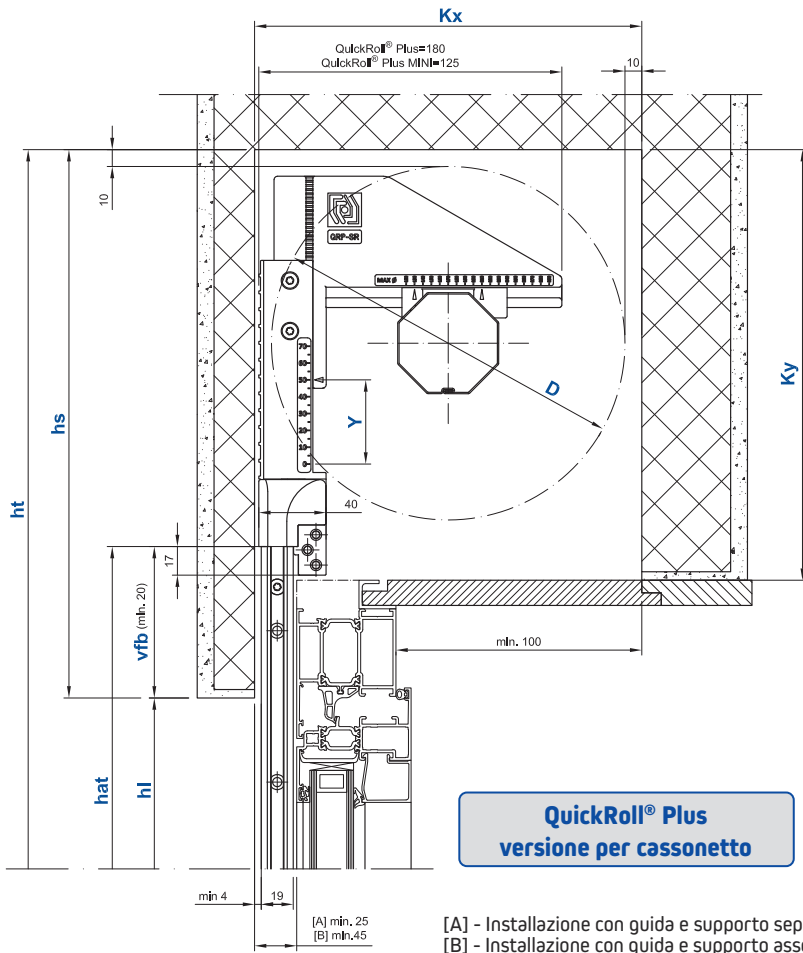 Kx
QuickRoll® Plus=180
QuickRoll® Plus MINI=125
10
10
QRP-SR
MAX Ø
70
60
50
40
30
20
10
0
Y
D
Ky
hs
ht
40
17
vfb (min. 20)
min. 100
hat
hl
QuickRoll® Plus
versione per cassonetto
min 4
19
[A] min. 25
[B] min.45
[A] - Installazione con guida e supporto sep
[B] - Installazione con guida e supporto asse